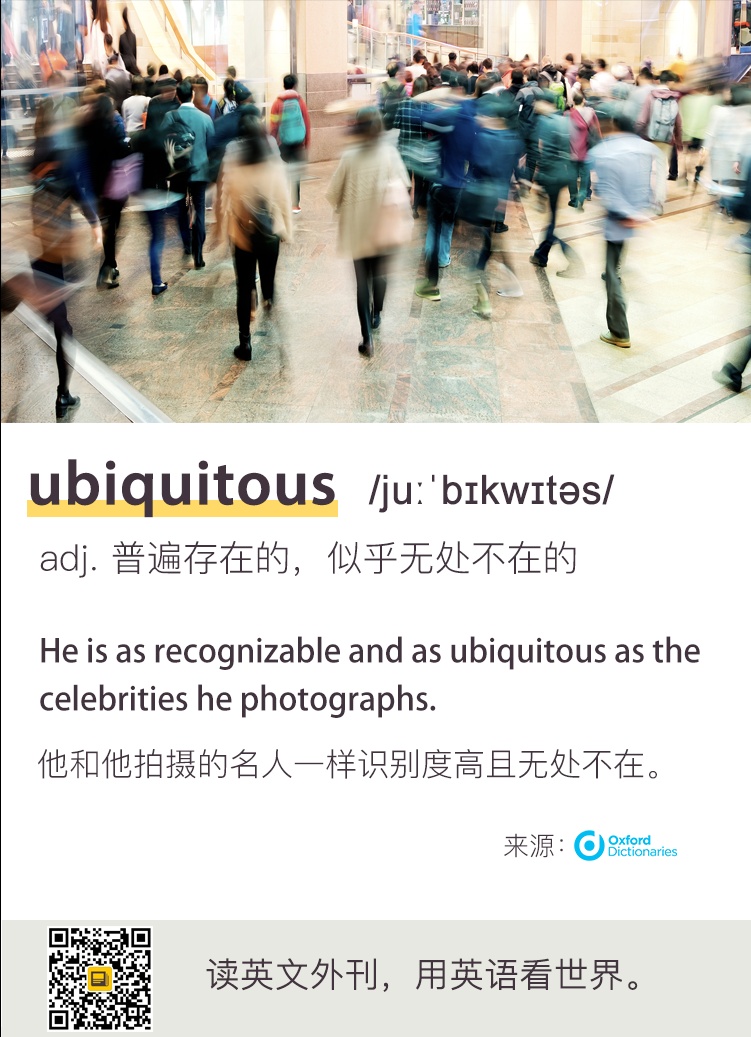 ubiquitous /juːˈbɪkwɪtəs/
adj. 普遍存在的，似乎无处不在的
He is as recognizable and as ubiquitous as the
celebrities he photographs.
他和他拍摄的名人一样识别度高且无处不在。
来源：Oxford
Dictionaries
读英文外刊，用英语看世界。